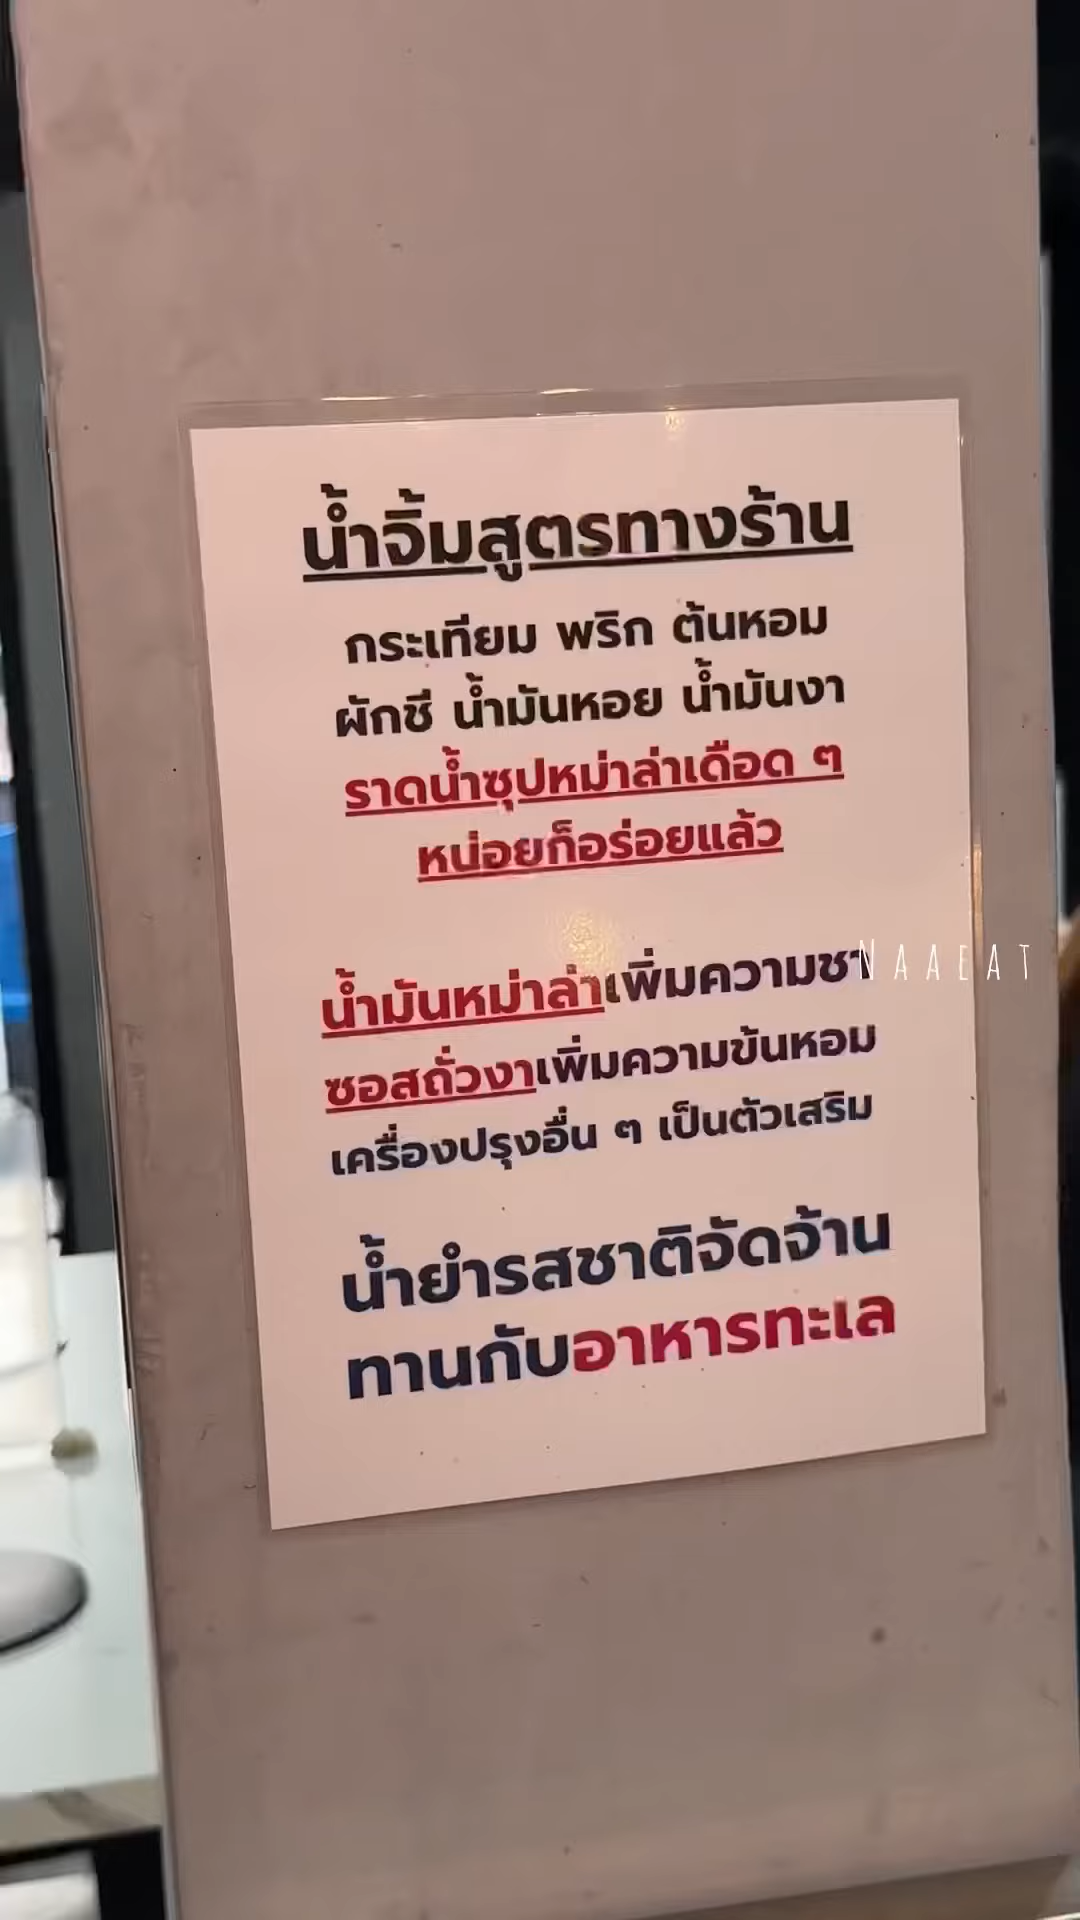 น้ำจิ้มสูตรทางร้าน
กระเทียม พริก ต้นหอม
ผักชี น้ำมันหอย น้ำมันงา
ราดน้ำซุปหม่าล่าเดือด ๆ
หน่อยก็อร่อยแล้ว
น้ำมันหม่าล่าเพิ่มความชา
NAAEAT
ซอสถั่วงาเพิ่มความข้นหอม
เครื่องปรุงอื่น ๆ เป็นตัวเสริม
น้ำยำรสชาติจัดจ้าน
ทานกับอาหารทะเล